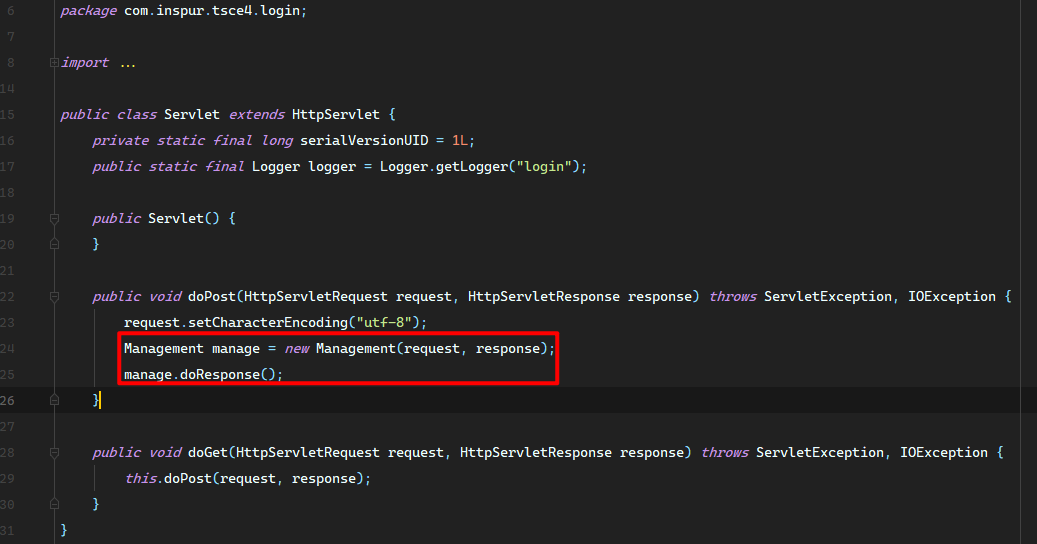 6 package com.inspur.tsce4.login;
7
8 import ...
14
15 public class Servlet extends HttpServlet {
16     private static final long serialVersionUID = 1L;
17     public static final Logger logger = Logger.getLogger("login");
18
19     public Servlet() {
20     }
21
22     public void doPost(HttpServletRequest request, HttpServletResponse response) throws ServletException, IOException {
23         request.setCharacterEncoding("utf-8");
24         Management manage = new Management(request, response);
25         manage.doResponse();
26     }
27
28     public void doGet(HttpServletRequest request, HttpServletResponse response) throws ServletException, IOException {
29         this.doPost(request, response);
30     }
31 }